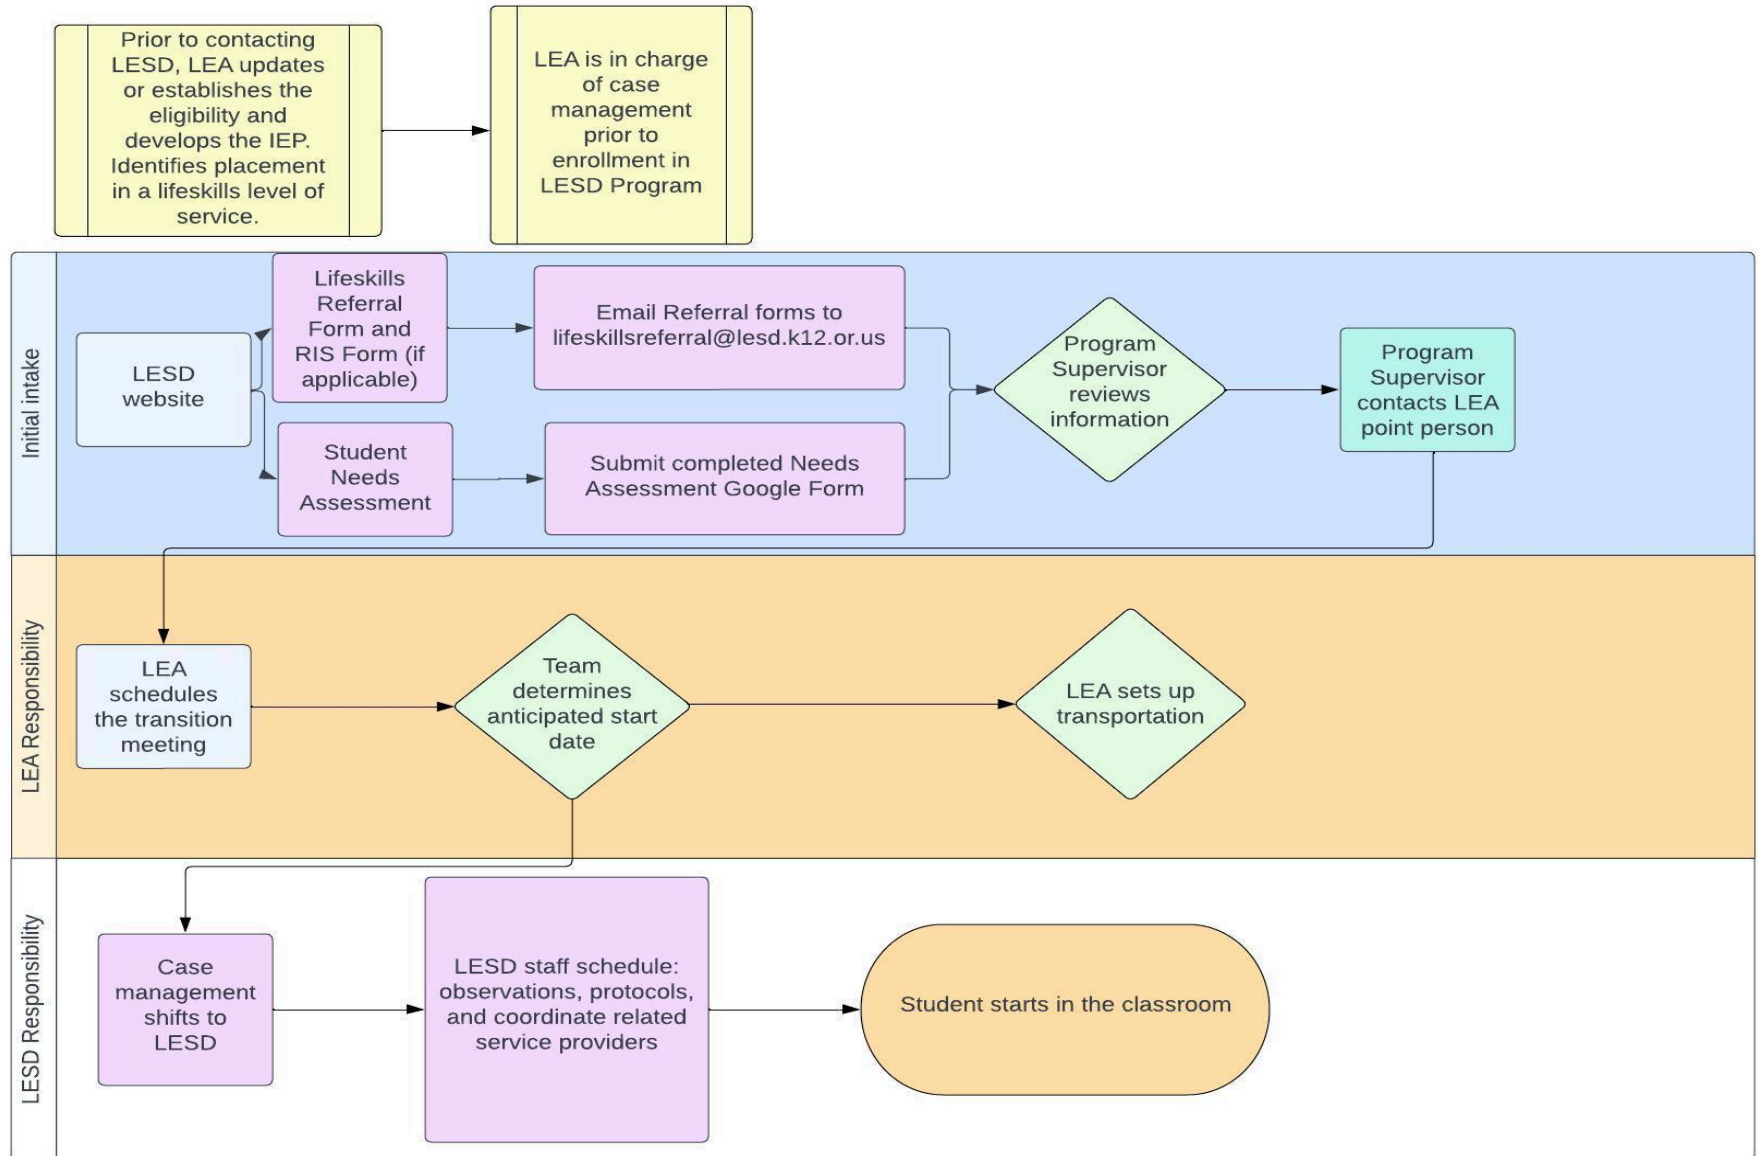 Prior to contacting
LESD, LEA updates
or establishes the
eligibility and
develops the IEP.
Identifies placement
in a lifeskills level of
service.
LEA is in charge
of case
management
prior to
enrollment in
LESD Program
Initial intake
LESD
website
Lifeskills
Referral
Form and
RIS Form (if
applicable)
Email Referral forms to
lifeskillsreferral@lesd.k12.or.us
Student
Needs
Assessment
Submit completed Needs
Assessment Google Form
Program
Supervisor
reviews
information
Program
Supervisor
contacts LEA
point person
LEA Responsibility
LEA
schedules
the transition
meeting
Team
determines
anticipated start
date
LEA sets up
transportation
LESD Responsibility
Case
management
shifts to
LESD
LESD staff schedule:
observations, protocols,
and coordinate related
service providers
Student starts in the classroom